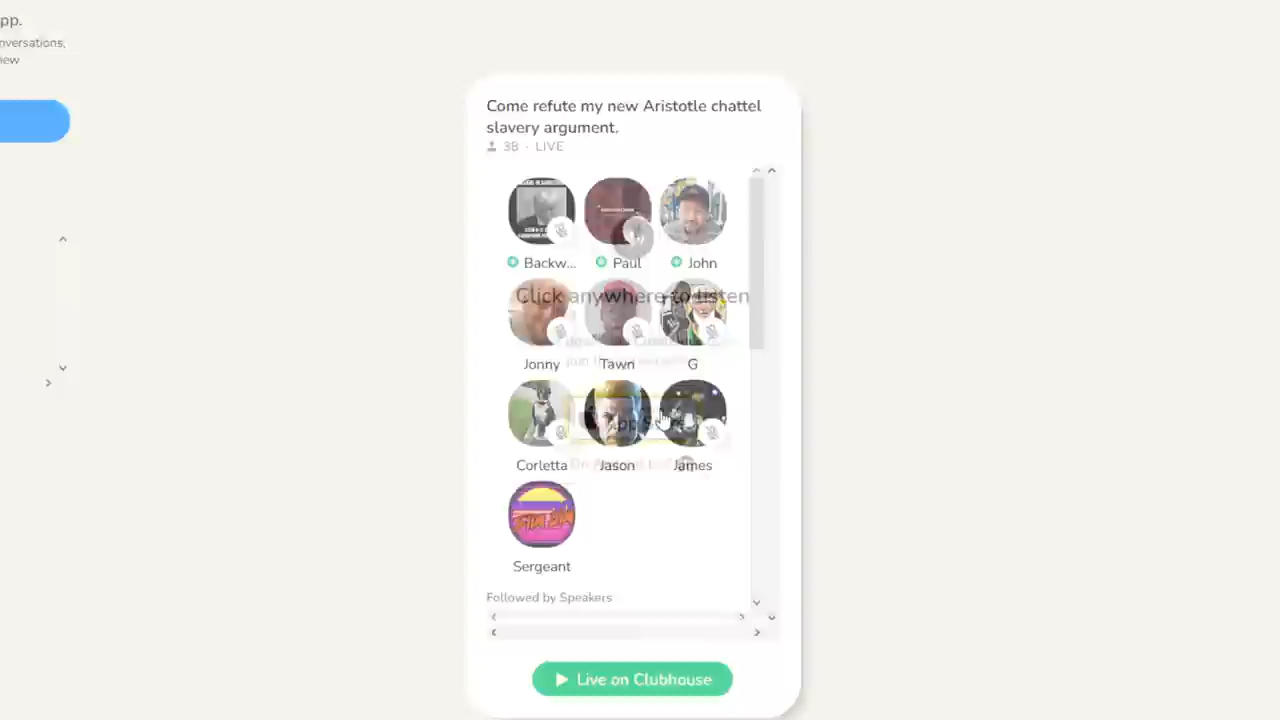 pp.
nversations,
iew
Come refute my new Aristotle chattel
slavery argument.
38 · LIVE
Backw... Paul John
Click anywhere to listen
Jonny Tawn G
App S
Corletta Jason James
Sergeant
Followed by Speakers
Live on Clubhouse